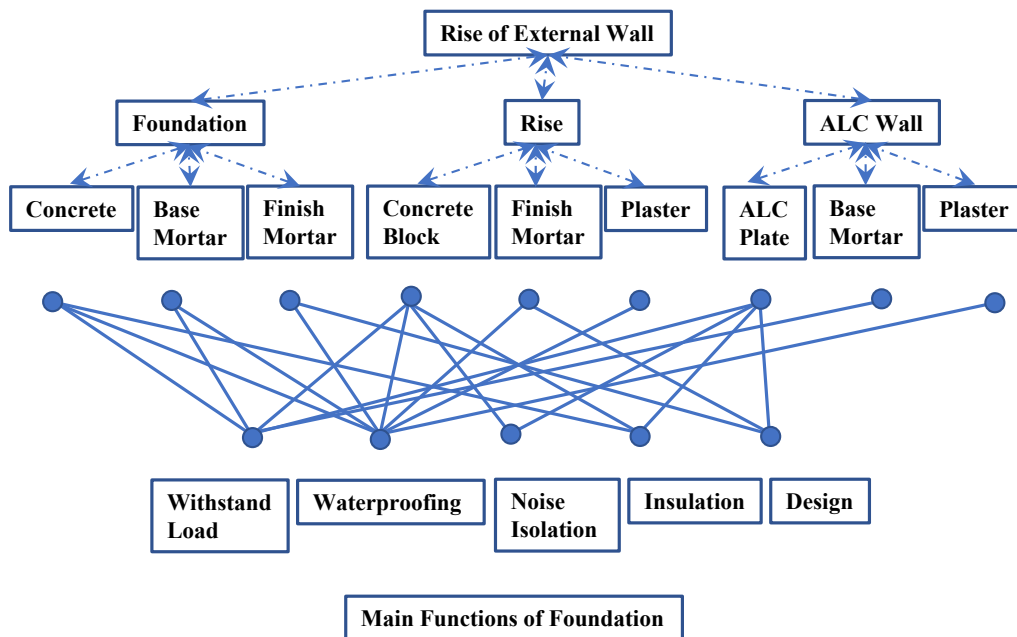 Rise of External Wall
Foundation
Rise
ALC Wall
Concrete
Base
Mortar
Finish
Mortar
Concrete
Block
Finish
Mortar
Plaster
ALC
Plate
Base
Mortar
Plaster
Withstand
Load
Waterproofing
Noise
Isolation
Insulation
Design
Main Functions of Foundation